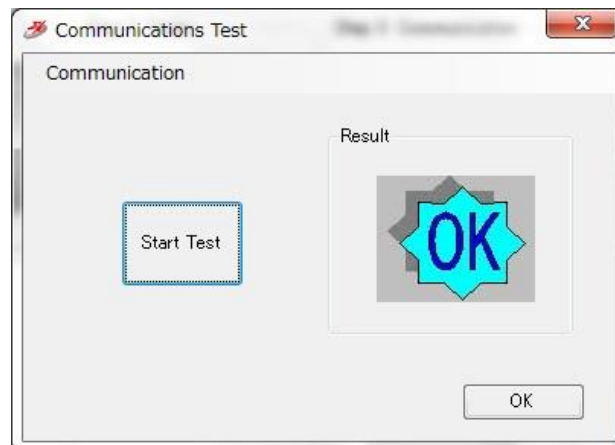 Communications Test
Communication
Result
Start Test
OK
OK